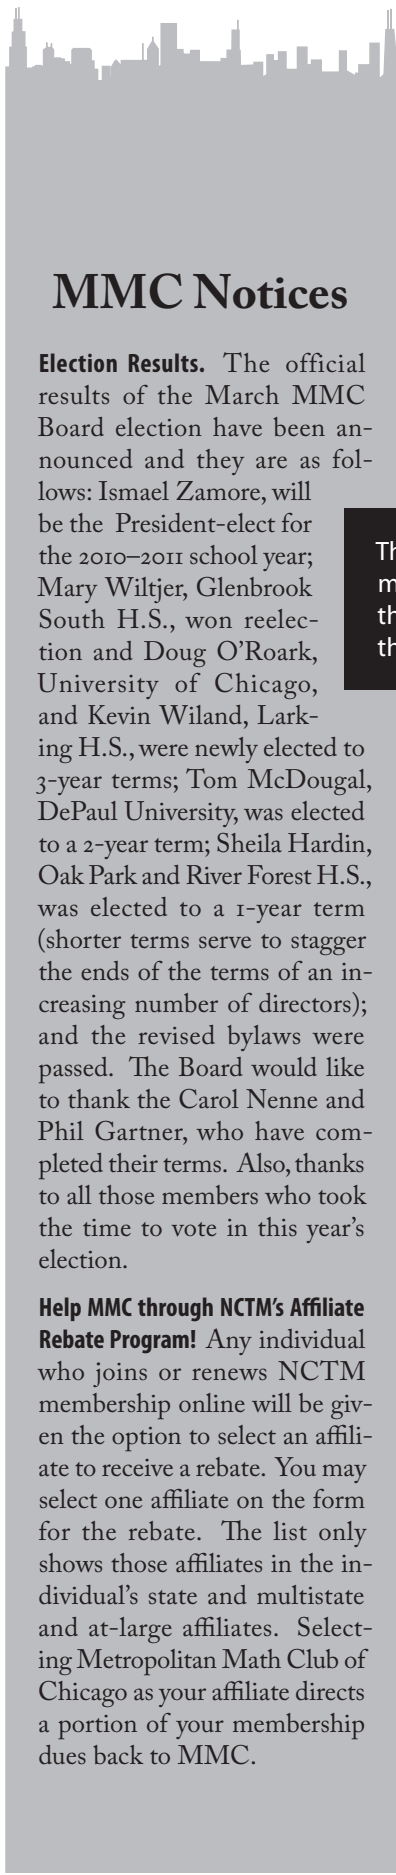 MMC Notices
Election Results. The official
results of the March MMC
Board election have been an-
nounced and they are as fol-
lows: Ismael Zamore, will
be the President-elect for
the 2010–2011 school year;
Mary Wiltjer, Glenbrook
South H.S., won reelec-
tion and Doug O'Roark,
University of Chicago,
and Kevin Wiland, Lark-
ing H.S., were newly elected to
3-year terms; Tom McDougal,
DePaul University, was elected
to a 2-year term; Sheila Hardin,
Oak Park and River Forest H.S.,
was elected to a 1-year term
(shorter terms serve to stagger
the ends of the terms of an in-
creasing number of directors);
and the revised bylaws were
passed. The Board would like
to thank the Carol Nenne and
Phil Gartner, who have com-
pleted their terms. Also, thanks
to all those members who took
the time to vote in this year's
election.
Help MMC through NCTM's Affiliate
Rebate Program! Any individual
who joins or renews NCTM
membership online will be giv-
en the option to select an affili-
ate to receive a rebate. You may
select one affiliate on the form
for the rebate. The list only
shows those affiliates in the in-
dividual's state and multistate
and at-large affiliates. Select-
ing Metropolitan Math Club of
Chicago as your affiliate directs
a portion of your membership
dues back to MMC.